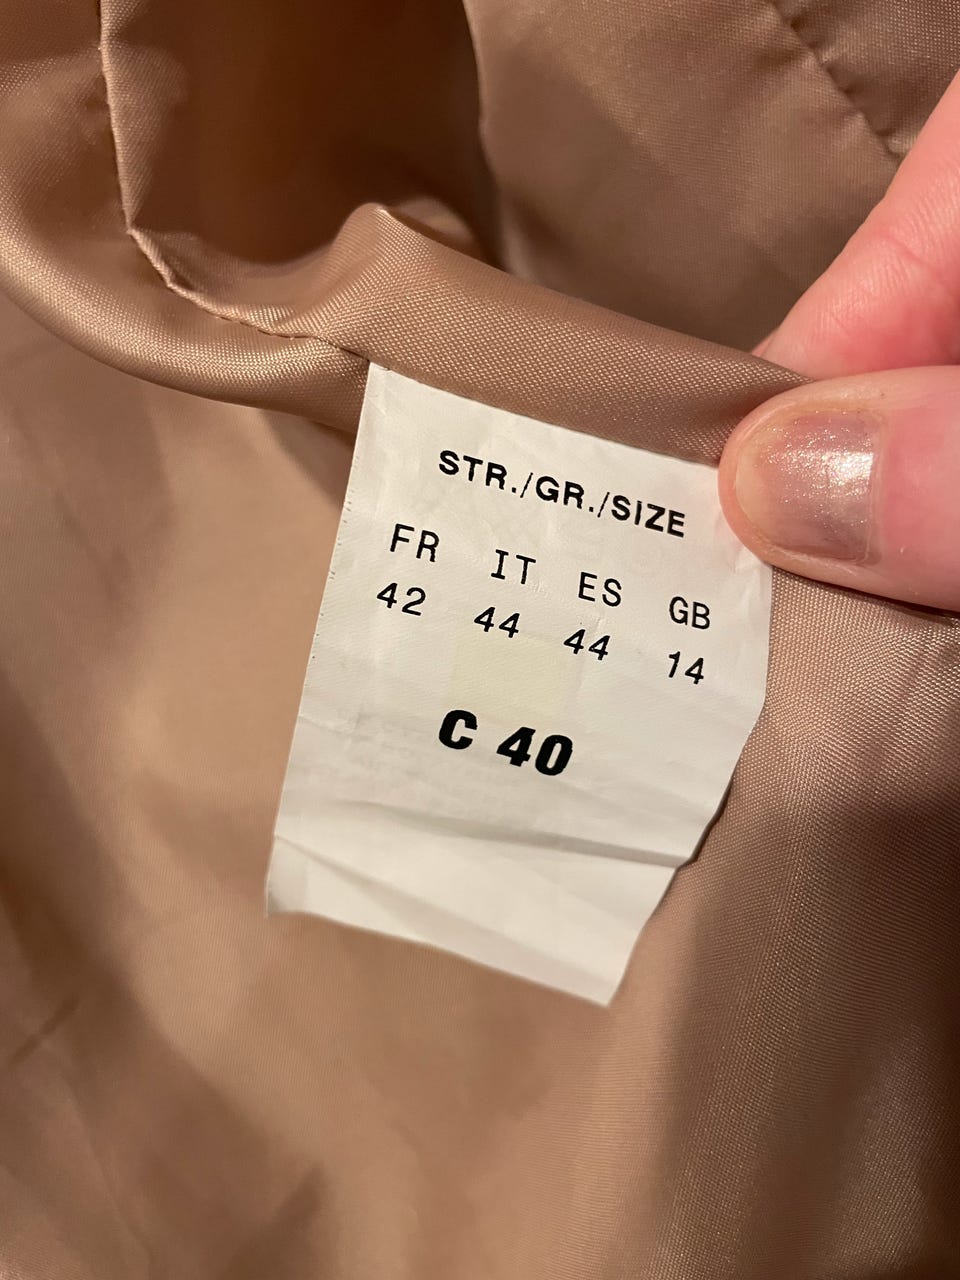 STR./GR./SIZE
FR IT ES GB
42 44 44 14
C 40